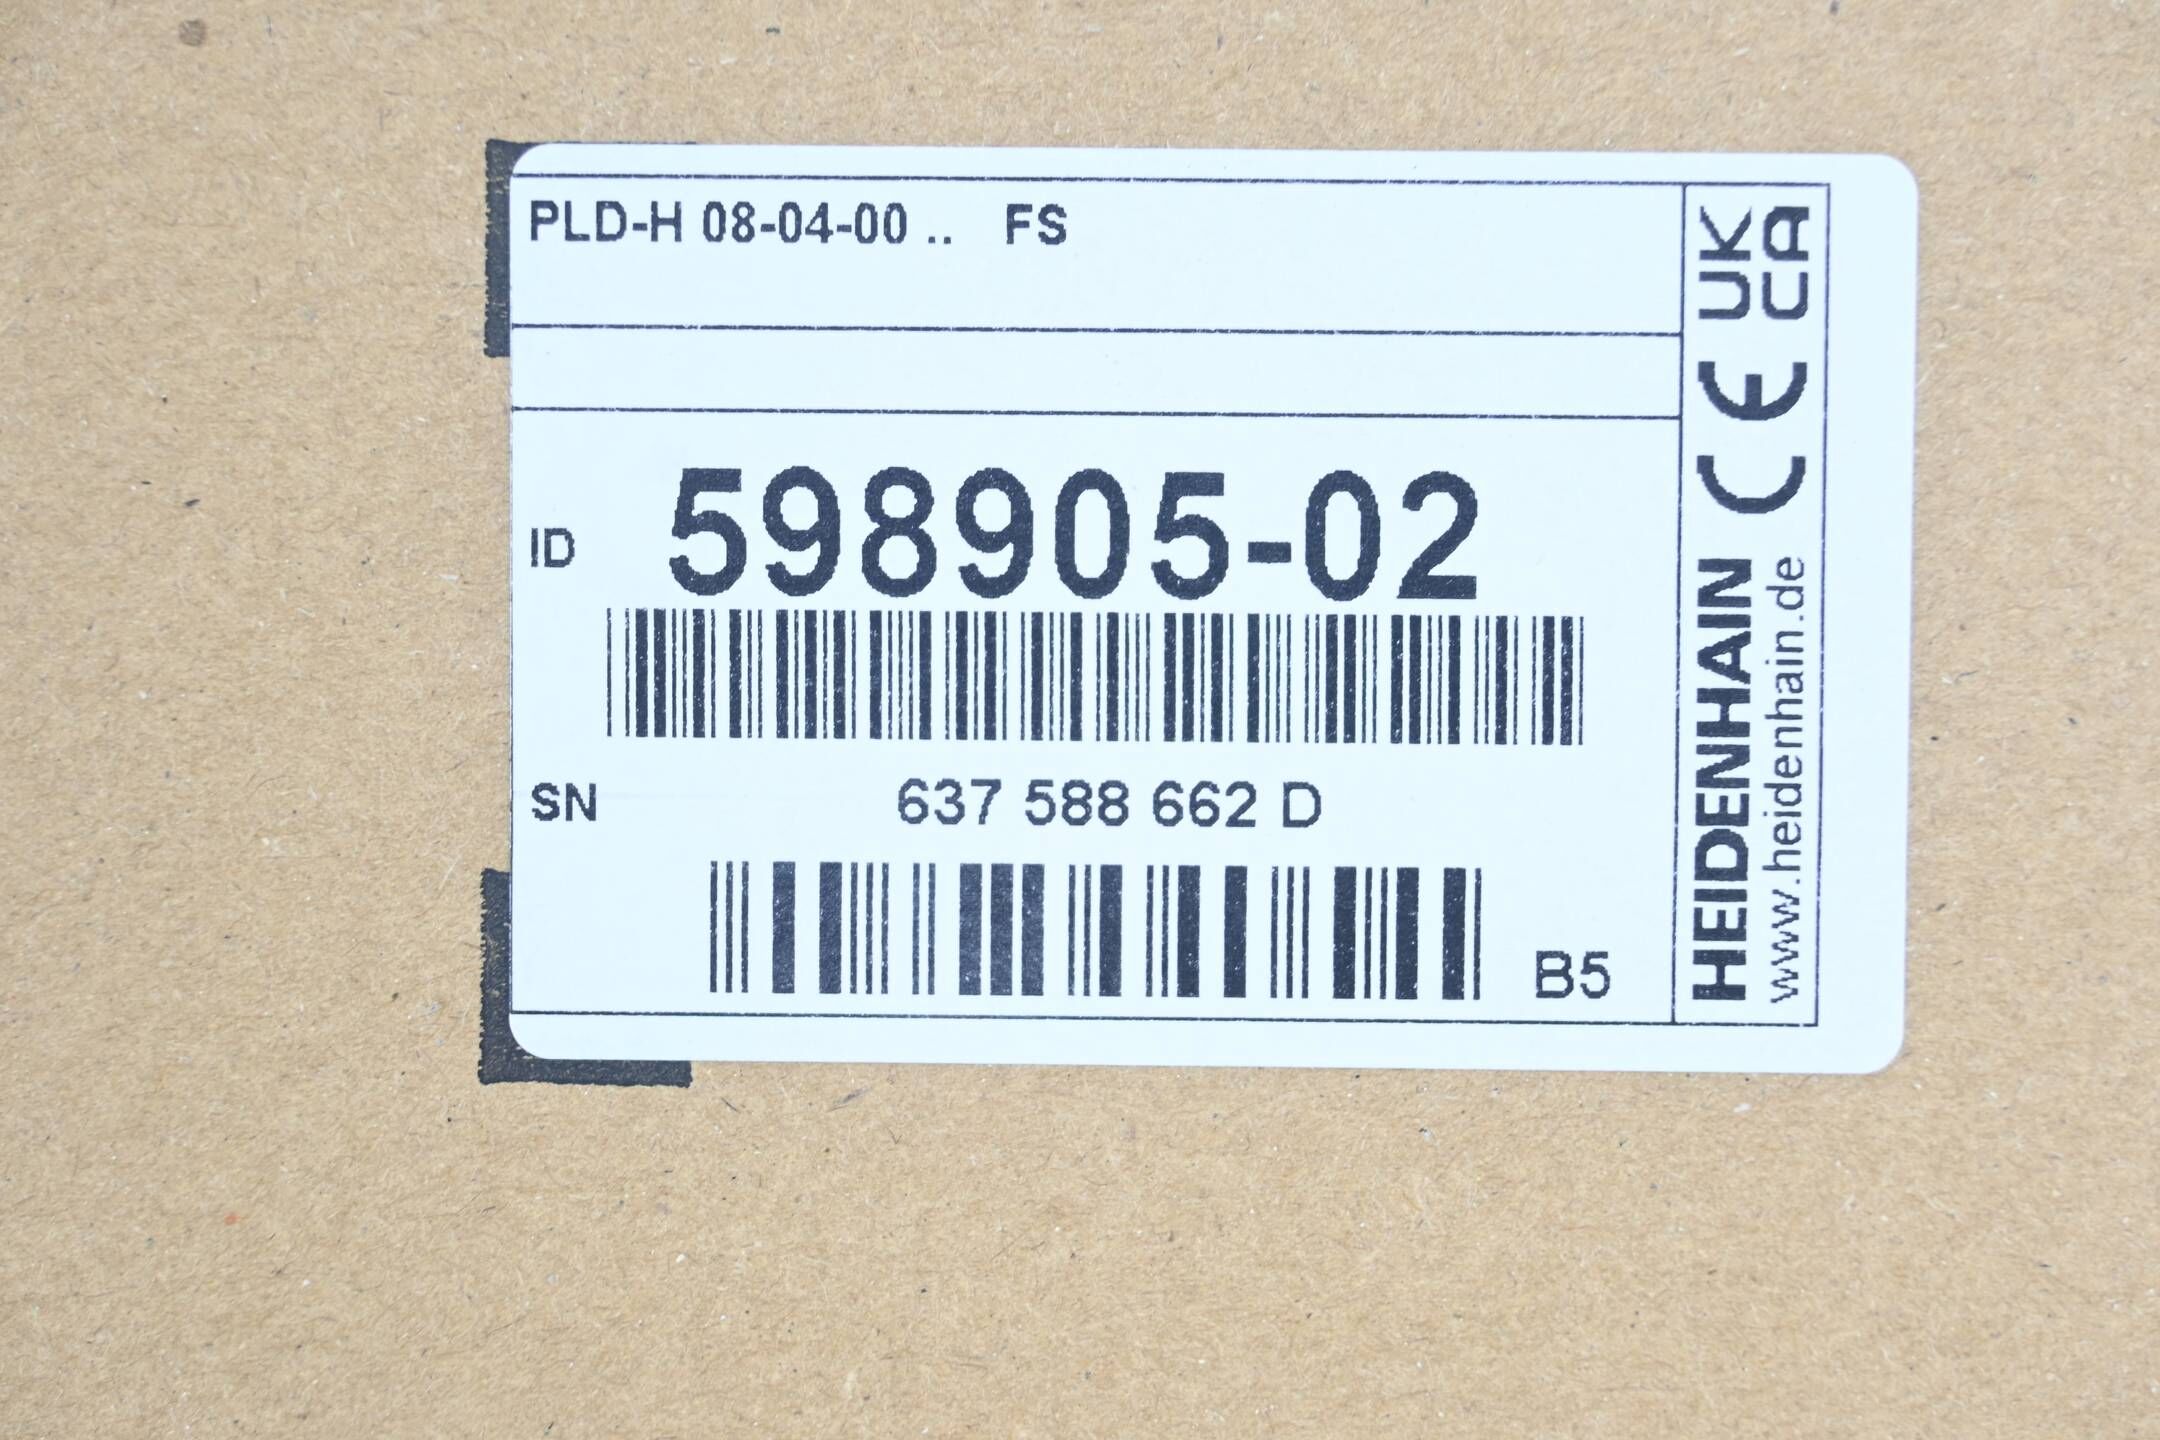 PLD-H 08-04-00 .. FS
ID 598905-02
SN 637 588 662 D
B5
HEIDENHAIN
www.heidenhain.de
CE
UK
CA